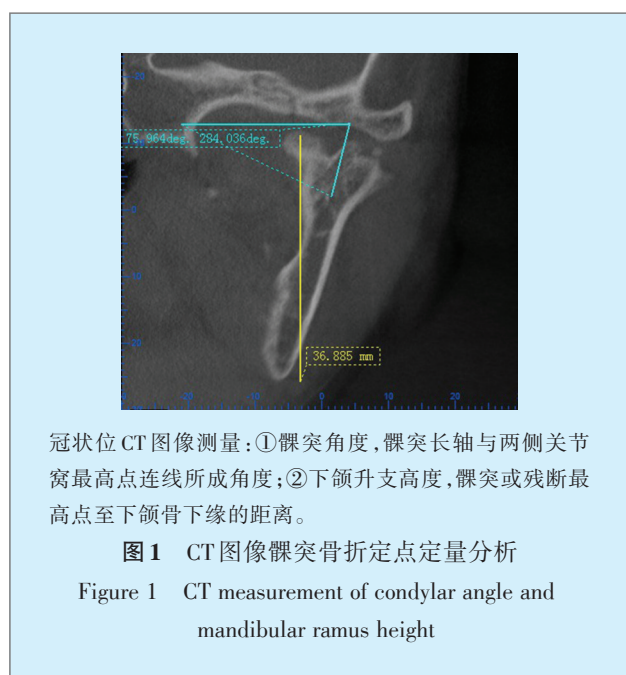 75.964deg. 284.036deg.
36.885 mm
冠状位CT图像测量:①髁突角度,髁突长轴与两侧关节
窝最高点连线所成角度;②下颌升支高度,髁突或残断最
高点至下颌骨下缘的距离。
图1 CT图像髁突骨折定点定量分析
Figure 1 CT measurement of condylar angle and
mandibular ramus height